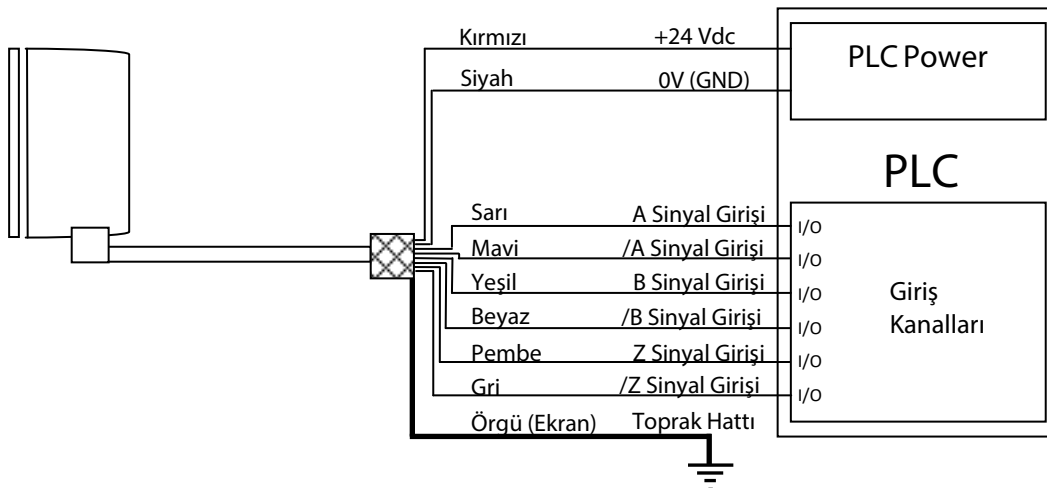 Kırmızı +24 Vdc
PLC Power
Siyah 0V (GND)
PLC
Sarı A Sinyal Girişi I/O
Mavi /A Sinyal Girişi I/O
Yeşil B Sinyal Girişi I/O
Giriş
Kanalları
Beyaz /B Sinyal Girişi I/O
Pembe Z Sinyal Girişi I/O
Gri /Z Sinyal Girişi I/O
Örgü (Ekran) Toprak Hattı